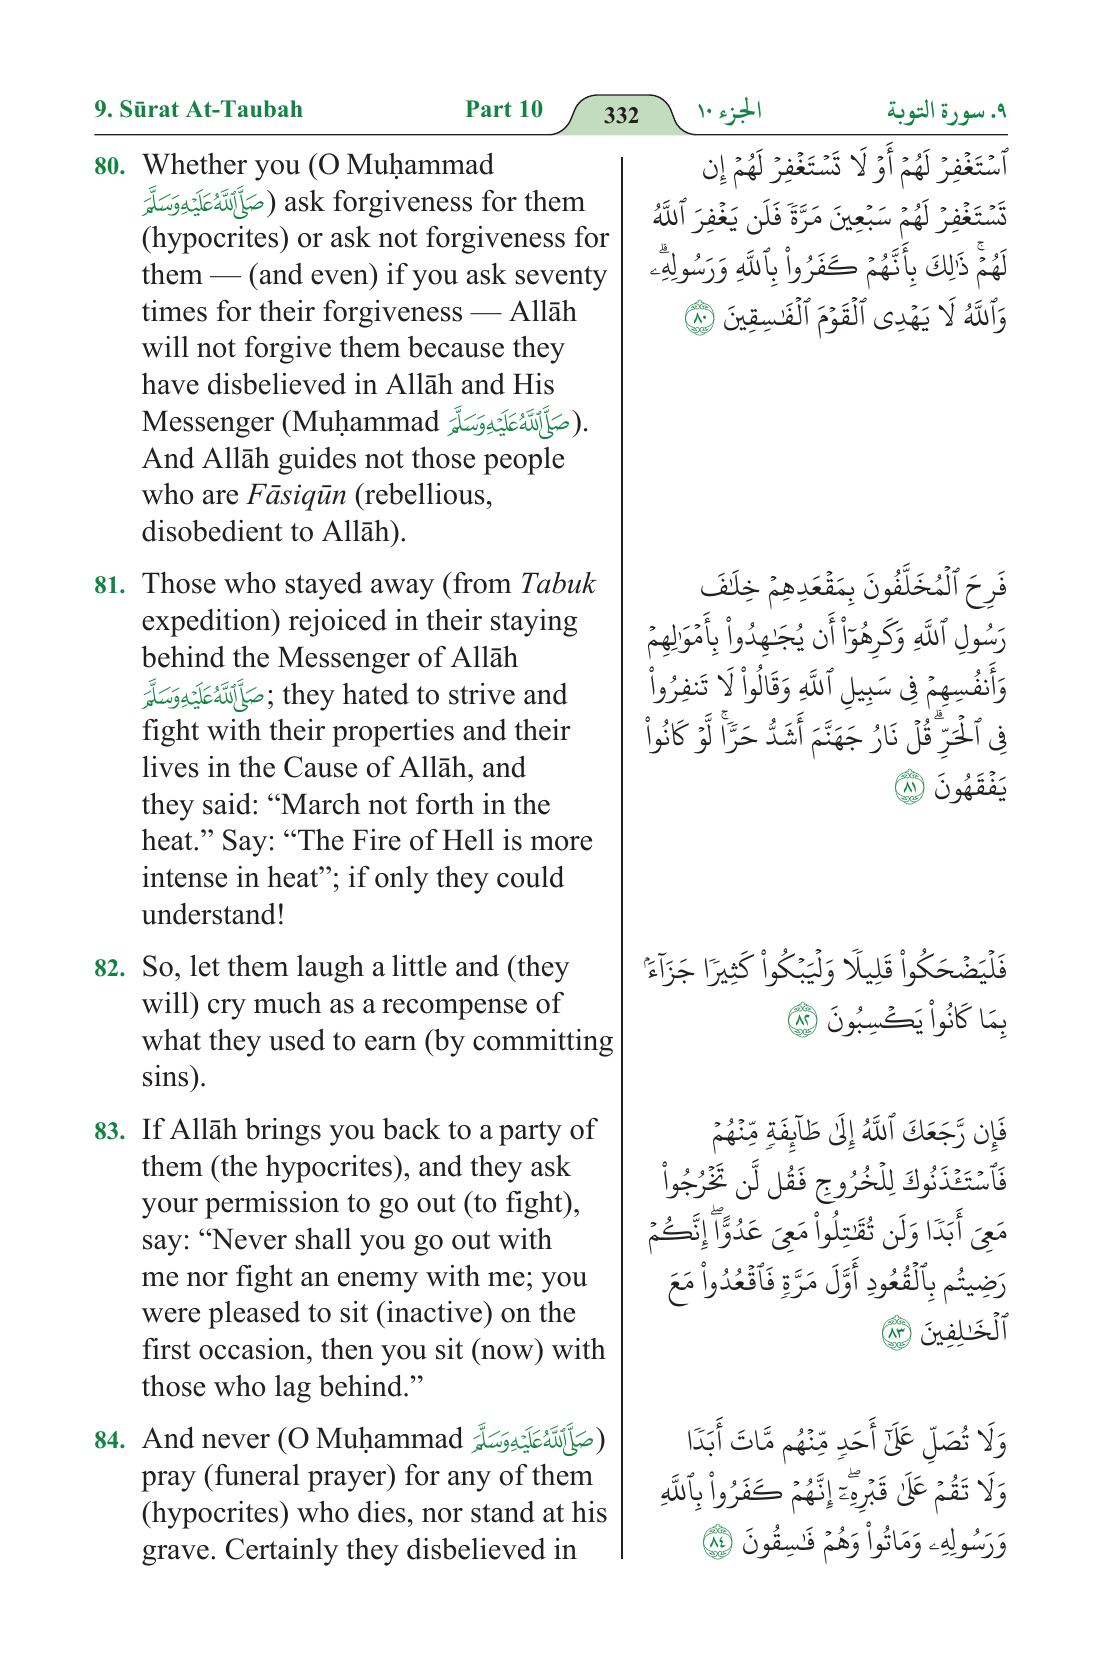 9. Sūrat At-Taubah
Part 10
332
الجزء ١٠
٩. سورة التوبة
80. Whether you (O Muḥammad
صَلَّى اللَّهُ عَلَيْهِ وَسَلَّمَ) ask forgiveness for them
(hypocrites) or ask not forgiveness for
them — (and even) if you ask seventy
times for their forgiveness — Allāh
will not forgive them because they
have disbelieved in Allāh and His
Messenger (Muḥammad صَلَّى اللَّهُ عَلَيْهِ وَسَلَّمَ).
And Allāh guides not those people
who are Fāsiqūn (rebellious,
disobedient to Allāh).
ٱسۡتَغۡفِرۡ لَهُمۡ أَوۡ لَا تَسۡتَغۡفِرۡ لَهُمۡ إِن
تَسۡتَغۡفِرۡ لَهُمۡ سَبۡعِينَ مَرَّةٗ فَلَن يَغۡفِرَ ٱللَّهُ
لَهُمۡۚ ذَٰلِكَ بِأَنَّهُمۡ كَفَرُواْ بِٱللَّهِ وَرَسُولِهِۦۗ
وَٱللَّهُ لَا يَهۡدِى ٱلۡقَوۡمَ ٱلۡفَٰسِقِينَ ٨٠
81. Those who stayed away (from Tabuk
expedition) rejoiced in their staying
behind the Messenger of Allāh
صَلَّى اللَّهُ عَلَيْهِ وَسَلَّمَ; they hated to strive and
fight with their properties and their
lives in the Cause of Allāh, and
they said: “March not forth in the
heat.” Say: “The Fire of Hell is more
intense in heat”; if only they could
understand!
فَرِحَ ٱلۡمُخَلَّفُونَ بِمَقۡعَدِهِمۡ خِلَٰفَ
رَسُولِ ٱللَّهِ وَكَرِهُوٓاْ أَن يُجَٰهِدُواْ بِأَمۡوَٰلِهِمۡ
وَأَنفُسِهِمۡ فِى سَبِيلِ ٱللَّهِ وَقَالُواْ لَا تَنفِرُواْ
فِى ٱلۡحَرِّۗ قُلۡ نَارُ جَهَنَّمَ أَشَدُّ حَرّٗاۚ لَّوۡ كَانُواْ
يَفۡقَهُونَ ٨١
82. So, let them laugh a little and (they
will) cry much as a recompense of
what they used to earn (by committing
sins).
فَلۡيَضۡحَكُواْ قَلِيلٗا وَلۡيَبۡكُواْ كَثِيرٗا جَزَآءَۢ
بِمَا كَانُواْ يَكۡسِبُونَ ٨٢
83. If Allāh brings you back to a party of
them (the hypocrites), and they ask
your permission to go out (to fight),
say: “Never shall you go out with
me nor fight an enemy with me; you
were pleased to sit (inactive) on the
first occasion, then you sit (now) with
those who lag behind.”
فَإِن رَّجَعَكَ ٱللَّهُ إِلَىٰ طَآئِفَةٖ مِّنۡهُمۡ
فَٱسۡتَـٔۡذَنُوكَ لِلۡخُرُوجِ فَقُل لَّن تَخۡرُجُواْ
مَعِىَ أَبَدٗا وَلَن تُقَٰتِلُواْ مَعِىَ عَدُوًّاۖ إِنَّكُمۡ
رَضِيتُم بِٱلۡقُعُودِ أَوَّلَ مَرَّةٖ فَٱقۡعُدُواْ مَعَ
ٱلۡخَٰلِفِينَ ٨٣
84. And never (O Muḥammad صَلَّى اللَّهُ عَلَيْهِ وَسَلَّمَ)
pray (funeral prayer) for any of them
(hypocrites) who dies, nor stand at his
grave. Certainly they disbelieved in
وَلَا تُصَلِّ عَلَىٰٓ أَحَدٖ مِّنۡهُم مَّاتَ أَبَدٗا
وَلَا تَقُمۡ عَلَىٰ قَبۡرِهِۦٓۖ إِنَّهُمۡ كَفَرُواْ بِٱللَّهِ
وَرَسُولِهِۦ وَمَاتُواْ وَهُمۡ فَٰسِقُونَ ٨٤